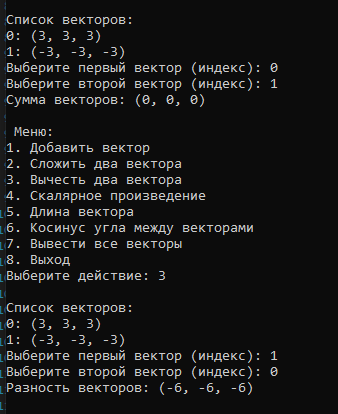 Список векторов:
0: (3, 3, 3)
1: (-3, -3, -3)
Выберите первый вектор (индекс): 0
Выберите второй вектор (индекс): 1
Сумма векторов: (0, 0, 0)
Меню:
1. Добавить вектор
2. Сложить два вектора
3. Вычесть два вектора
4. Скалярное произведение
5. Длина вектора
6. Косинус угла между векторами
7. Вывести все векторы
8. Выход
Выберите действие: 3
Список векторов:
0: (3, 3, 3)
1: (-3, -3, -3)
Выберите первый вектор (индекс): 1
Выберите второй вектор (индекс): 0
Разность векторов: (-6, -6, -6)